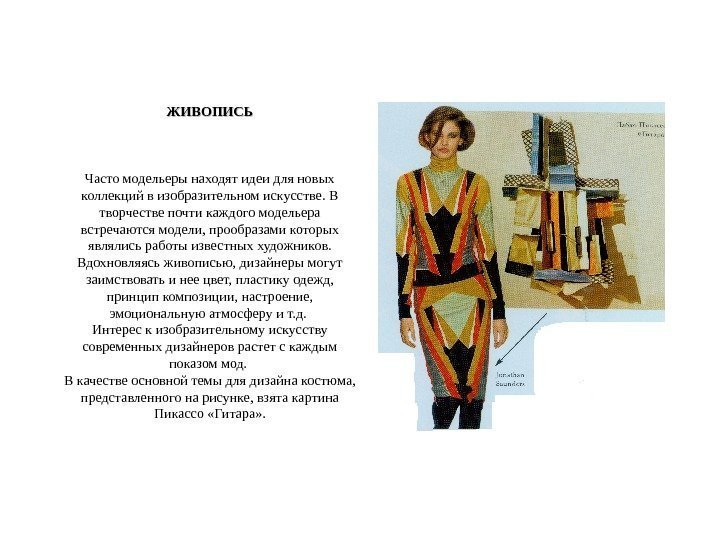 ЖИВОПИСЬ
Часто модельеры находят идеи для новых
коллекций в изобразительном искусстве. В
творчестве почти каждого модельера
встречаются модели, прообразами которых
являлись работы известных художников.
Вдохновляясь живописью, дизайнеры могут
заимствовать и нее цвет, пластику одежд,
принцип композиции, настроение,
эмоциональную атмосферу и т.д.
Интерес к изобразительному искусству
современных дизайнеров растет с каждым
показом мод.
В качестве основной темы для дизайна костюма,
представленного на рисунке, взята картина
Пикассо «Гитара».
«Гитара
Jonathan
Saunders